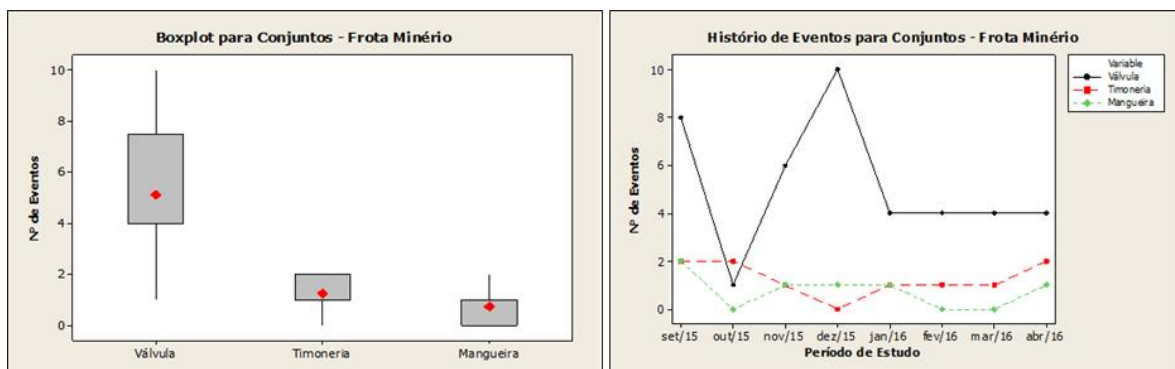 Boxplot para Conjuntos - Frota Minério
Nº de Eventos
10
8
6
4
2
0
Válvula
Timoneria
Mangueira
Histório de Eventos para Conjuntos - Frota Minério
Nº de Eventos
10
8
6
4
2
0
set/15 out/15 nov/15 dez/15 jan/16 fev/16 mar/16 abr/16
Período de Estudo
Variable
Válvula
Timoneria
Mangueira